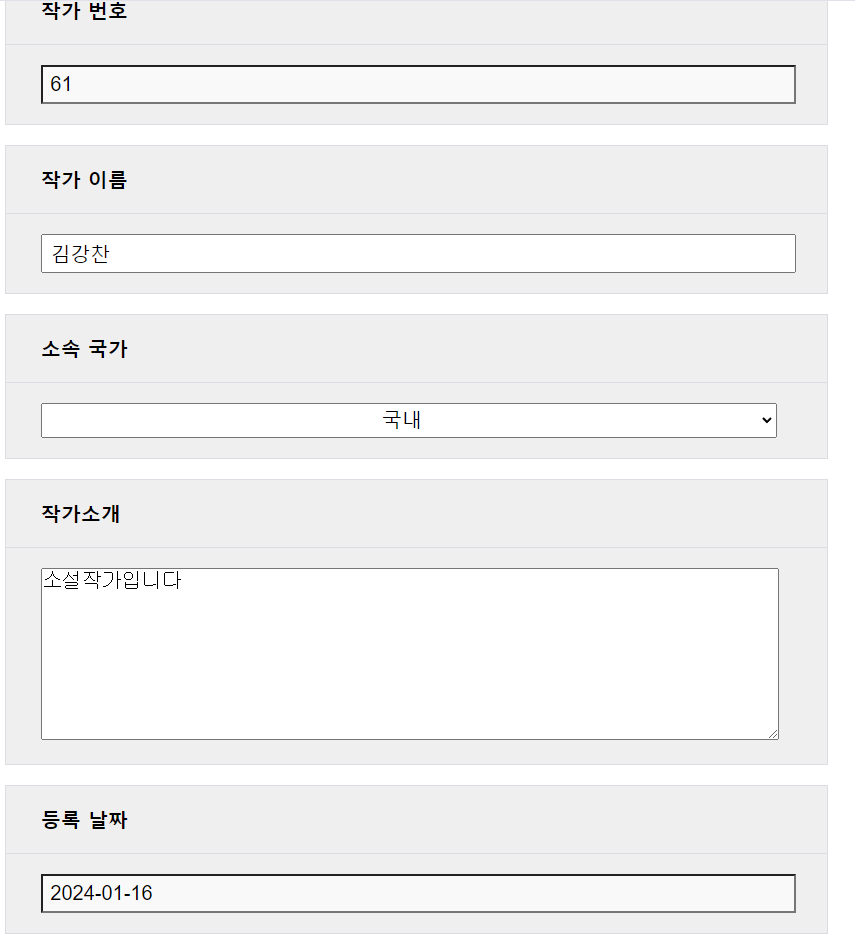 작가 번호
61
작가 이름
김강찬
소속 국가
국내
작가소개
소설작가입니다
등록 날짜
2024-01-16